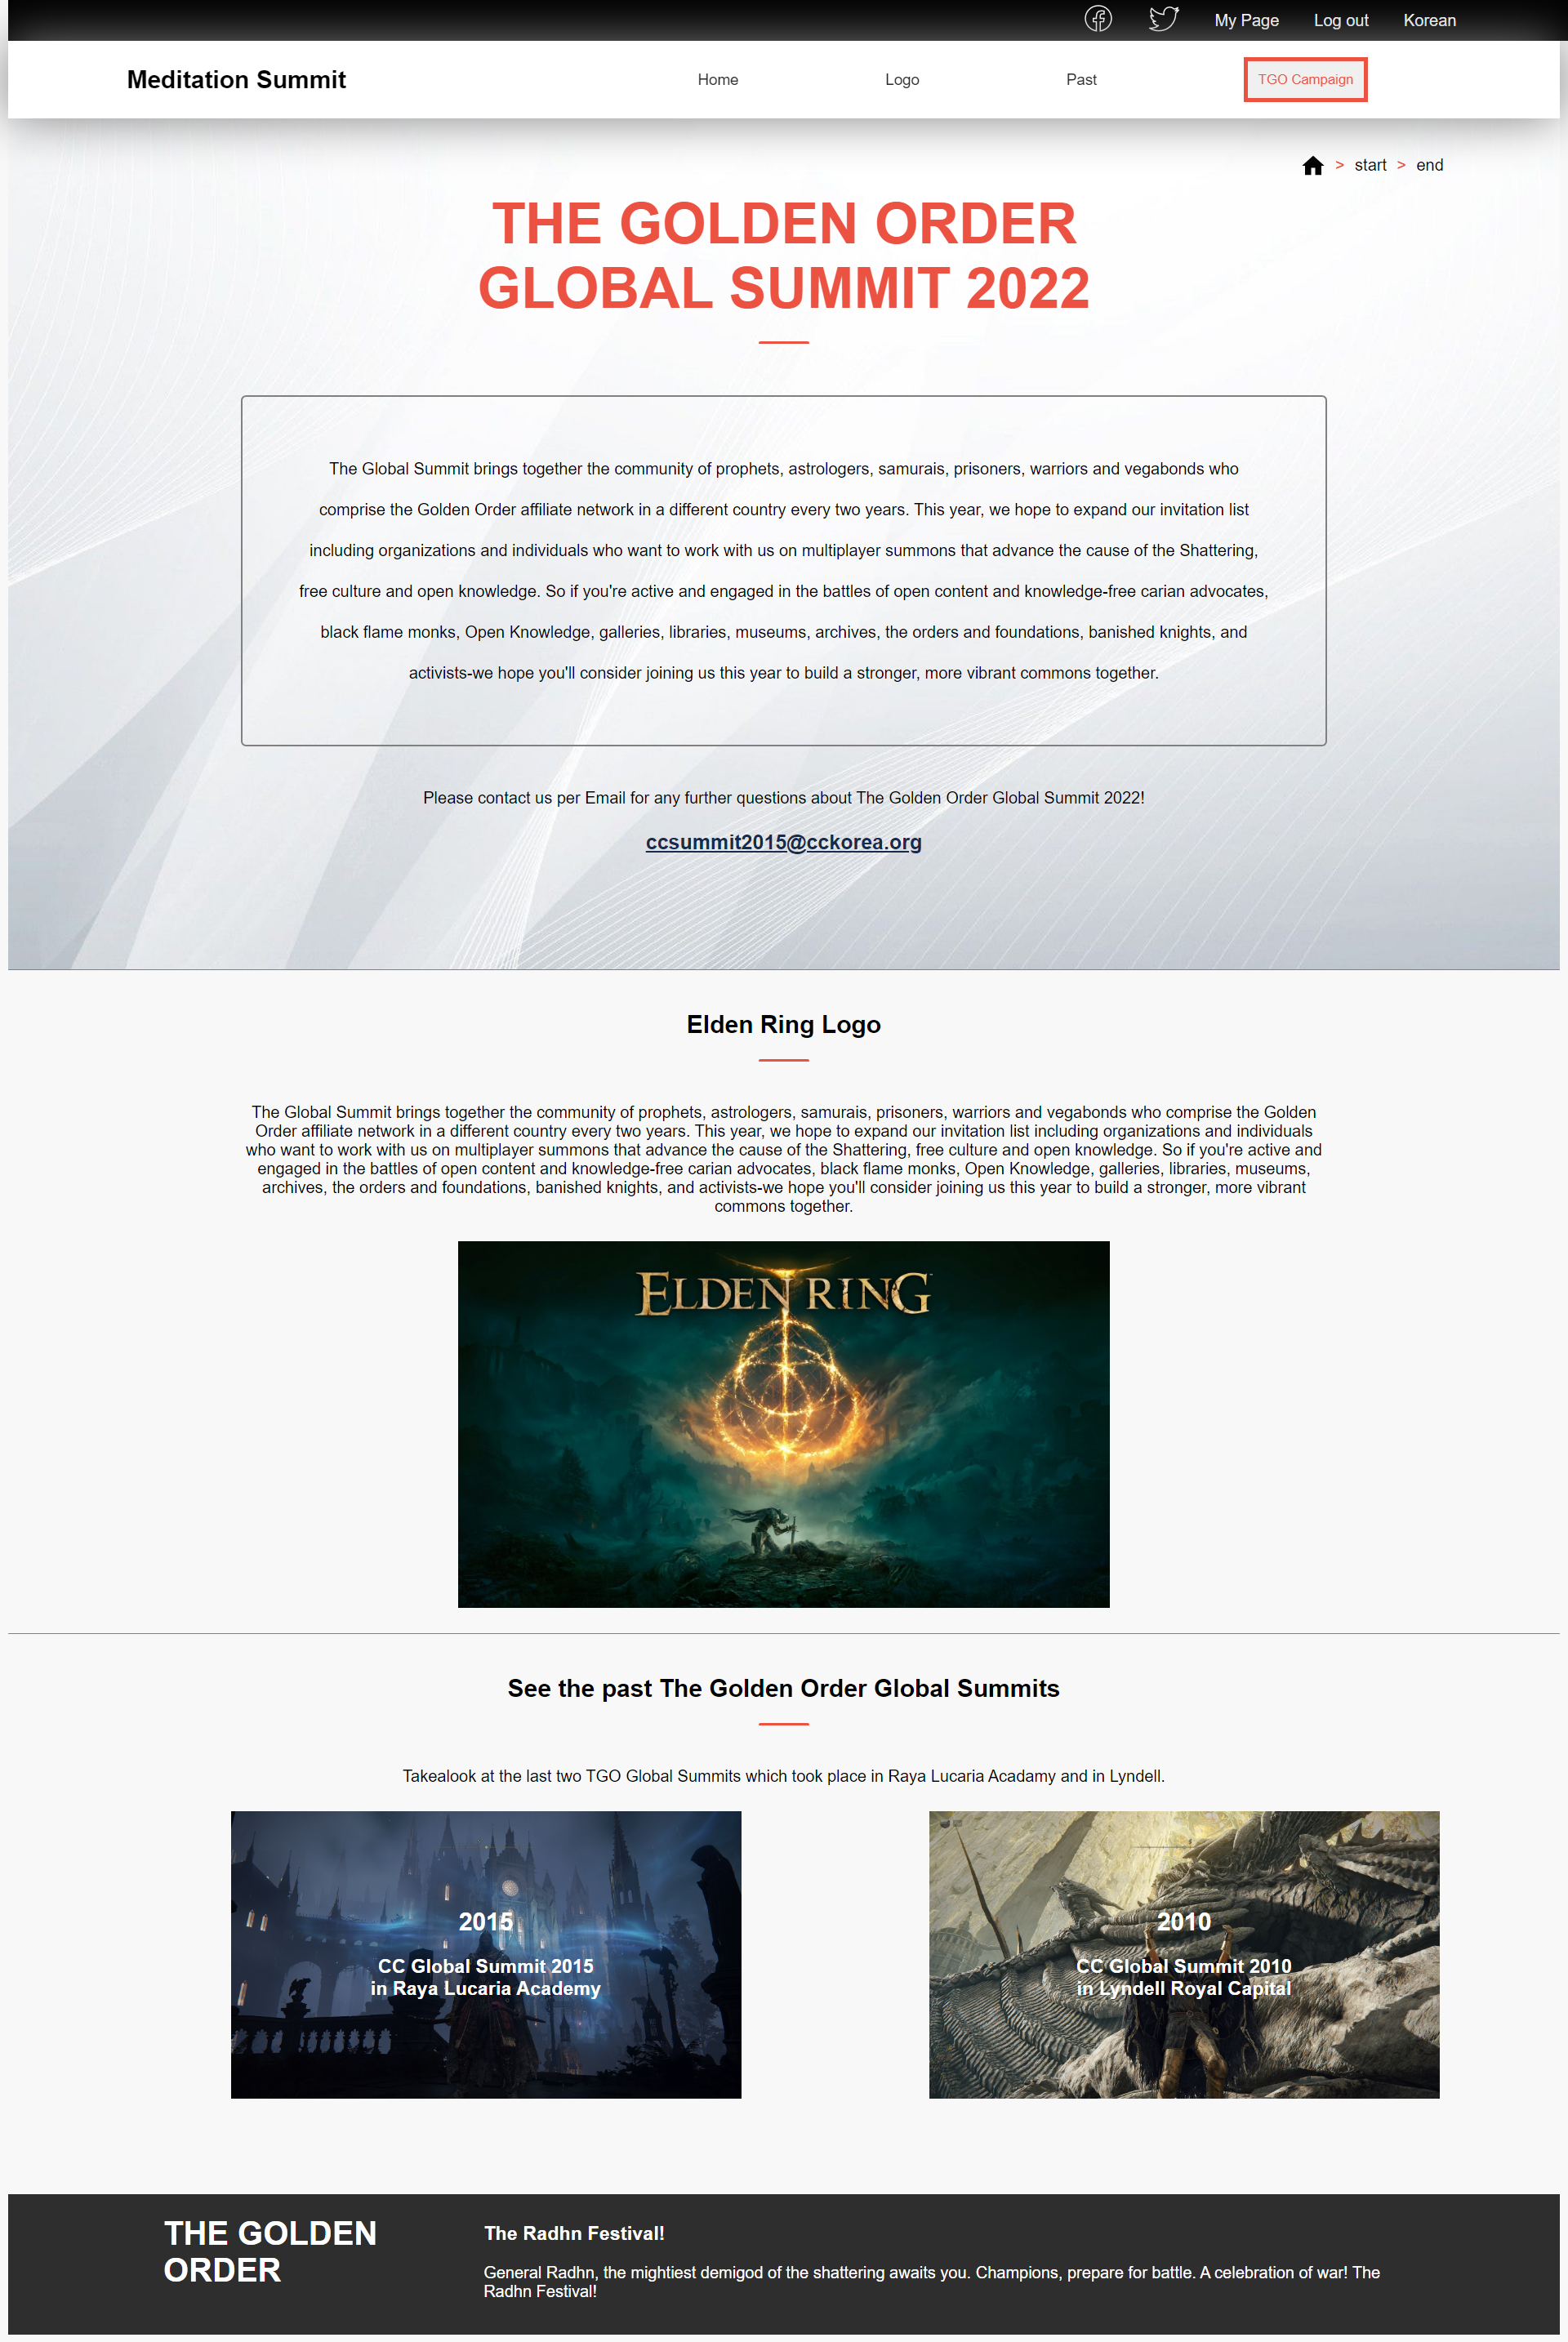 My Page Log out Korean
Meditation Summit Home Logo Past TGO Campaign
> start > end
THE GOLDEN ORDER
GLOBAL SUMMIT 2022
The Global Summit brings together the community of prophets, astrologers, samurais, prisoners, warriors and vegabonds who
comprise the Golden Order affiliate network in a different country every two years. This year, we hope to expand our invitation list
including organizations and individuals who want to work with us on multiplayer summons that advance the cause of the Shattering,
free culture and open knowledge. So if you're active and engaged in the battles of open content and knowledge-free carian advocates,
black flame monks, Open Knowledge, galleries, libraries, museums, archives, the orders and foundations, banished knights, and
activists-we hope you'll consider joining us this year to build a stronger, more vibrant commons together.
Please contact us per Email for any further questions about The Golden Order Global Summit 2022!
ccsummit2015@cckorea.org
Elden Ring Logo
The Global Summit brings together the community of prophets, astrologers, samurais, prisoners, warriors and vegabonds who comprise the Golden
Order affiliate network in a different country every two years. This year, we hope to expand our invitation list including organizations and individuals
who want to work with us on multiplayer summons that advance the cause of the Shattering, free culture and open knowledge. So if you're active and
engaged in the battles of open content and knowledge-free carian advocates, black flame monks, Open Knowledge, galleries, libraries, museums,
archives, the orders and foundations, banished knights, and activists-we hope you'll consider joining us this year to build a stronger, more vibrant
commons together.
ELDEN RING
See the past The Golden Order Global Summits
Takealook at the last two TGO Global Summits which took place in Raya Lucaria Acadamy and in Lyndell.
2015
CC Global Summit 2015
in Raya Lucaria Academy
2010
CC Global Summit 2010
in Lyndell Royal Capital
THE GOLDEN
ORDER
The Radhn Festival!
General Radhn, the mightiest demigod of the shattering awaits you. Champions, prepare for battle. A celebration of war! The
Radhn Festival!